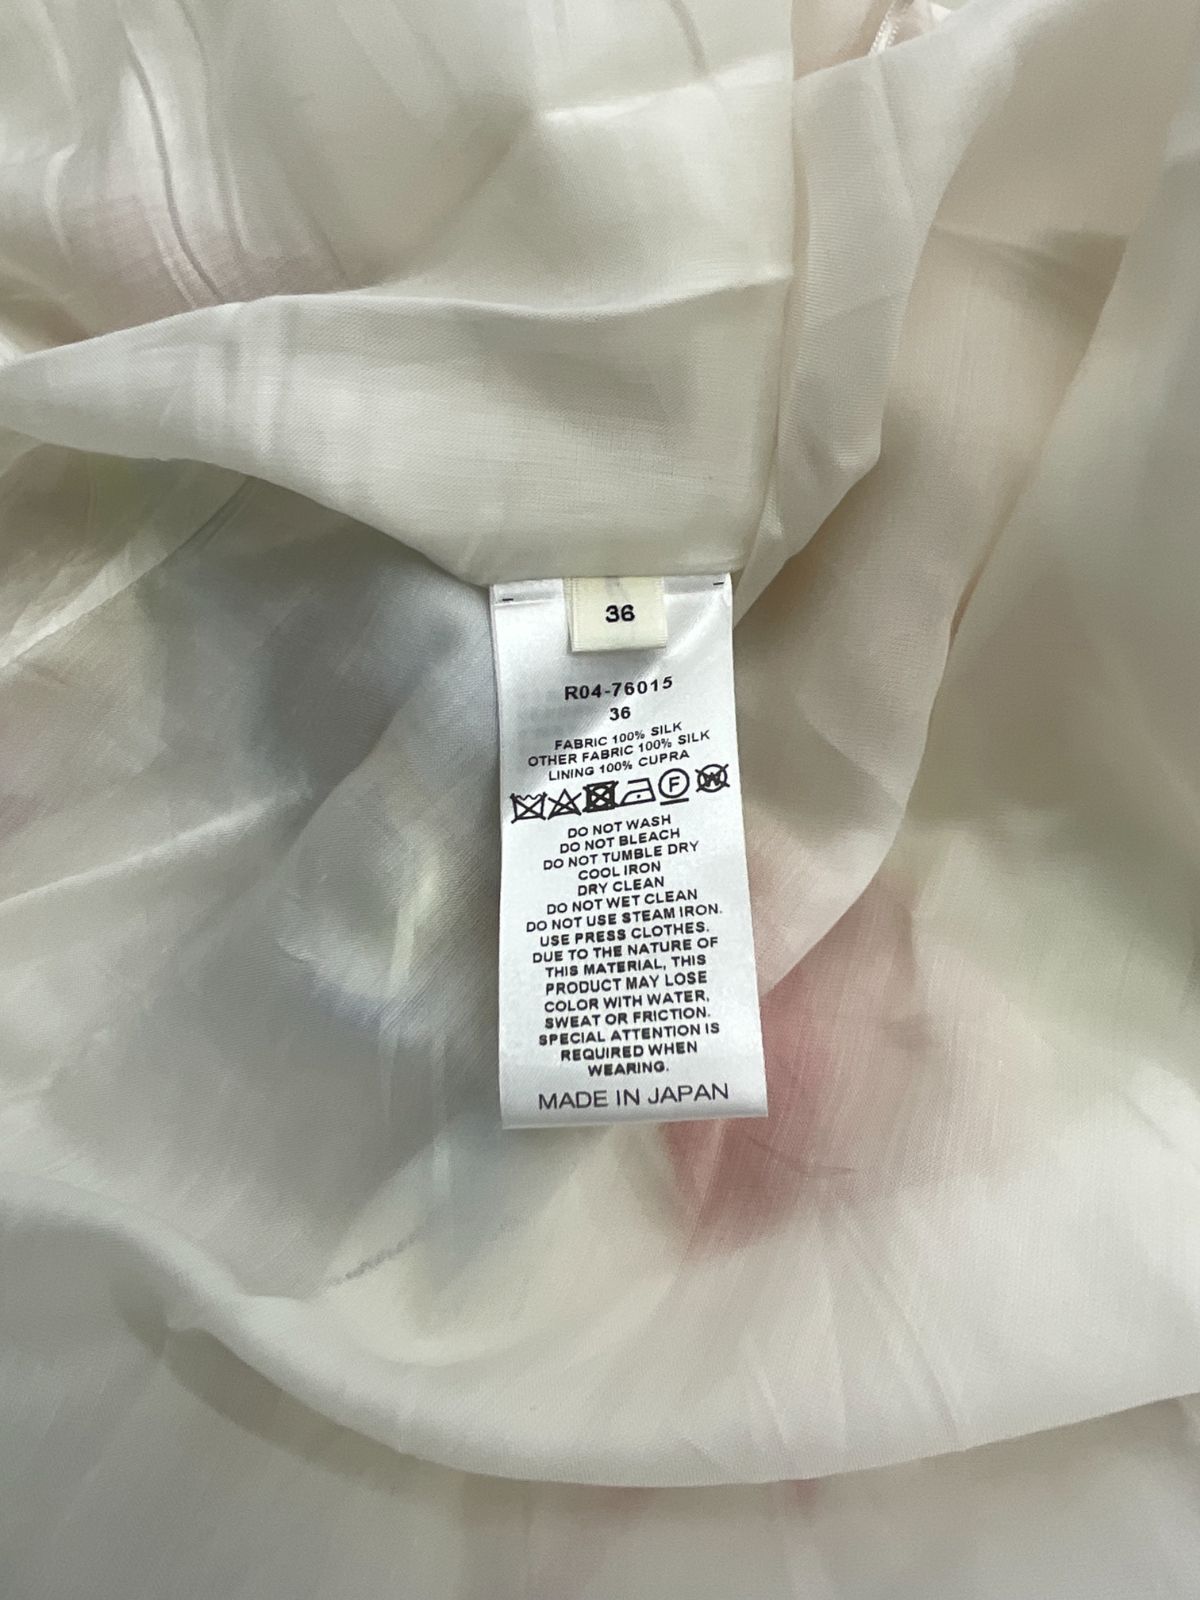 36
R04-76015
36
FABRIC 100% SILK
OTHER FABRIC 100% SILK
LINING 100% CUPRA
F W
DO NOT WASH
DO NOT BLEACH
DO NOT TUMBLE DRY
COOL IRON
DRY CLEAN
DO NOT WET CLEAN
DO NOT USE STEAM IRON.
USE PRESS CLOTHES.
DUE TO THE NATURE OF
THIS MATERIAL, THIS
PRODUCT MAY LOSE
COLOR WITH WATER,
SWEAT OR FRICTION.
SPECIAL ATTENTION IS
REQUIRED WHEN
WEARING.
MADE IN JAPAN